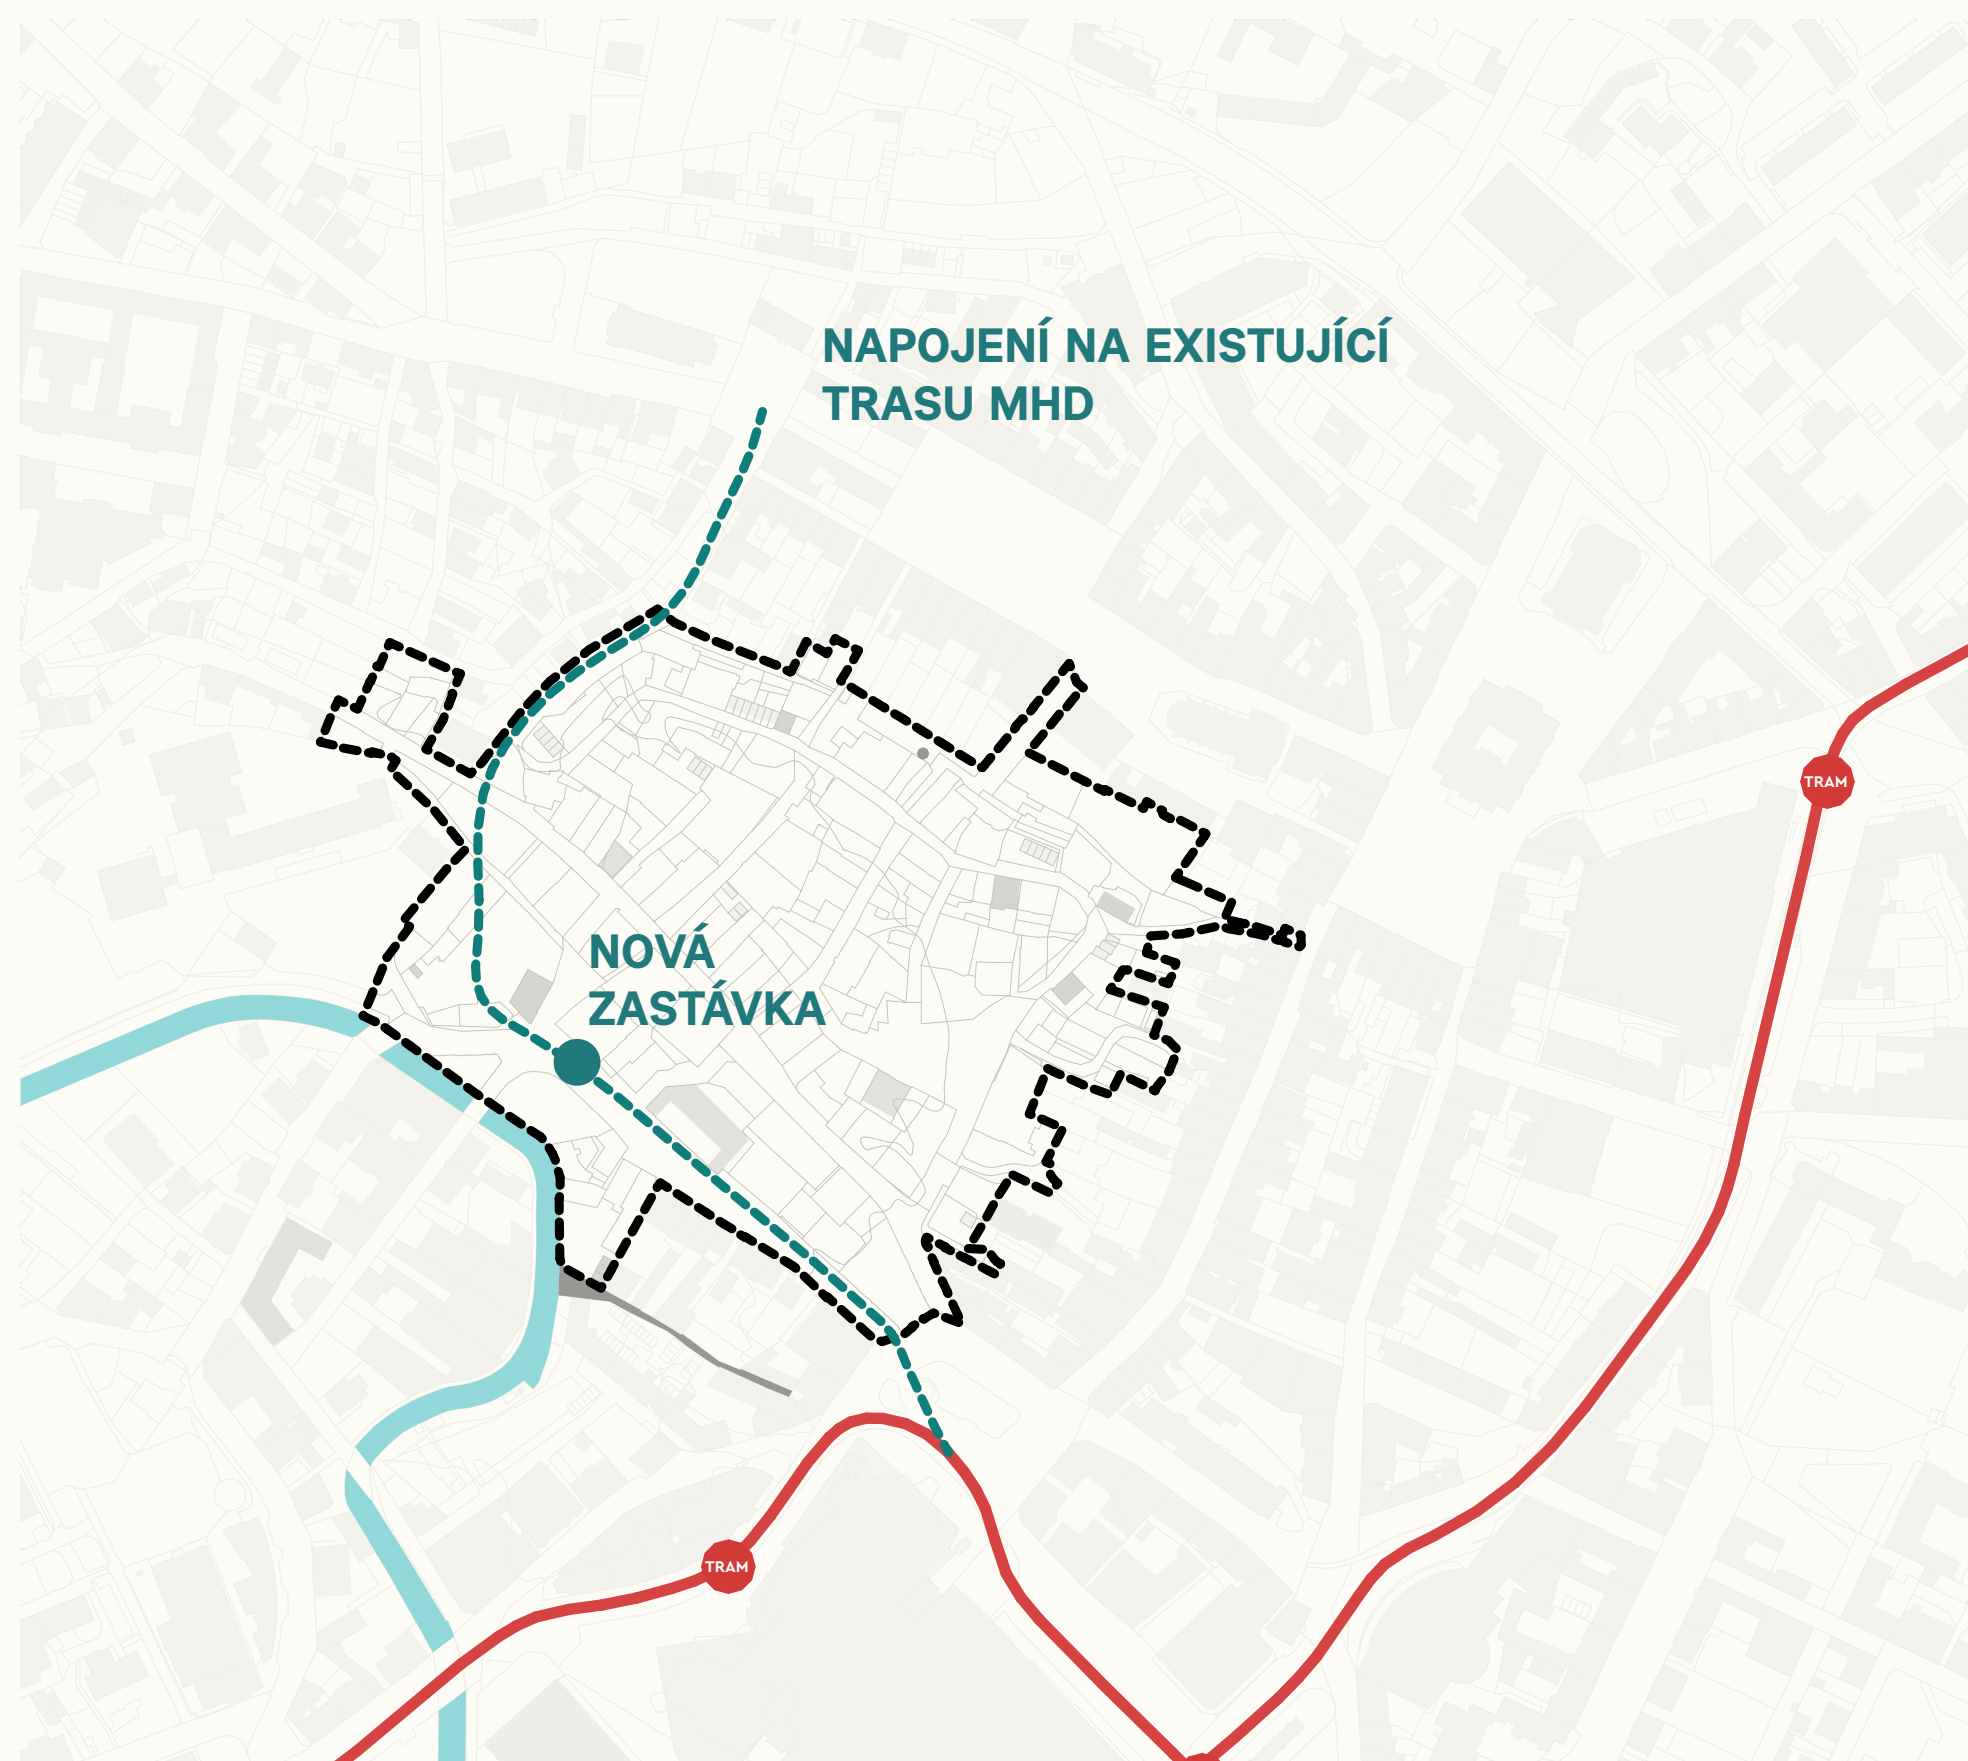 NAPOJENÍ NA EXISTUJÍCÍ
TRASU MHD
TRAM
NOVÁ
ZASTÁVKA
TRAM